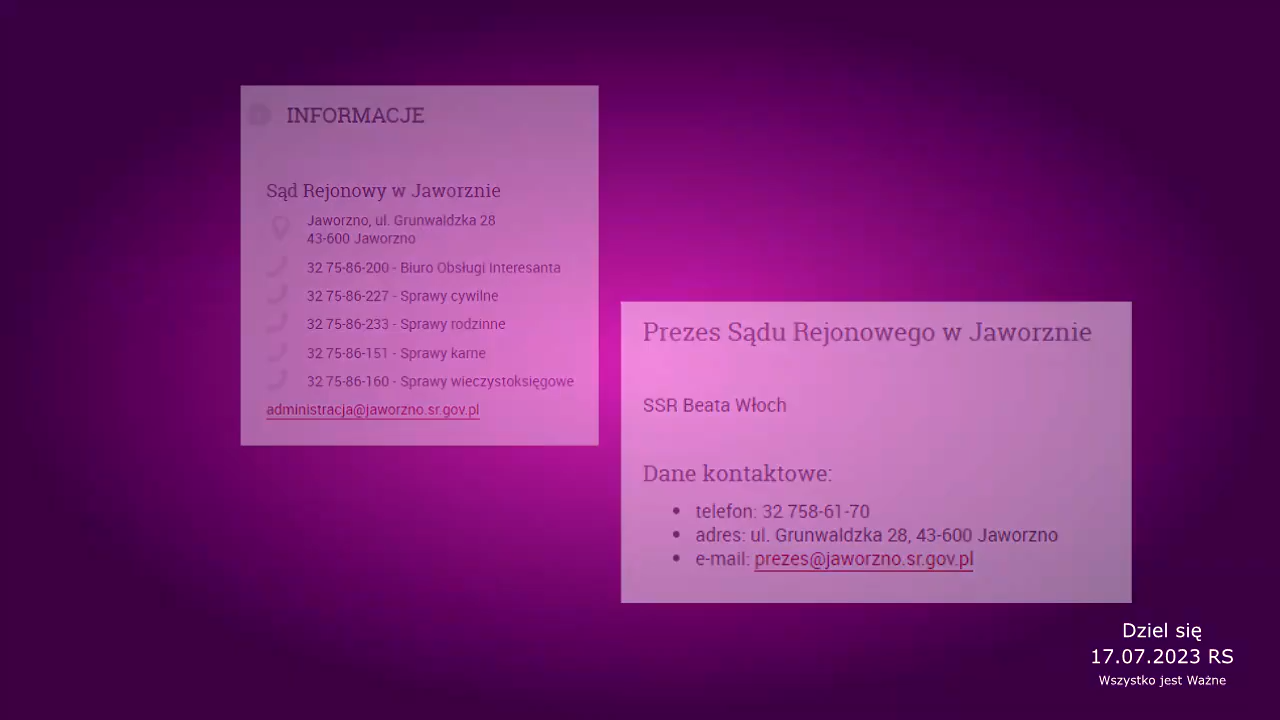 INFORMACJE
Sąd Rejonowy w Jaworznie
Jaworzno, ul. Grunwaldzka 28
43-600 Jaworzno
32 75-86-200 - Biuro Obsługi Interesanta
32 75-86-227 - Sprawy cywilne
32 75-86-233 - Sprawy rodzinne
32 75-86-151 - Sprawy karne
32 75-86-160 - Sprawy wieczystoksięgowe
administracja@jaworzno.sr.gov.pl
Prezes Sądu Rejonowego w Jaworznie
SSR Beata Włoch
Dane kontaktowe:
• telefon: 32 758-61-70
• adres: ul. Grunwaldzka 28, 43-600 Jaworzno
• e-mail: prezes@jaworzno.sr.gov.pl
Dziel się
17.07.2023 RS
Wszystko jest Ważne